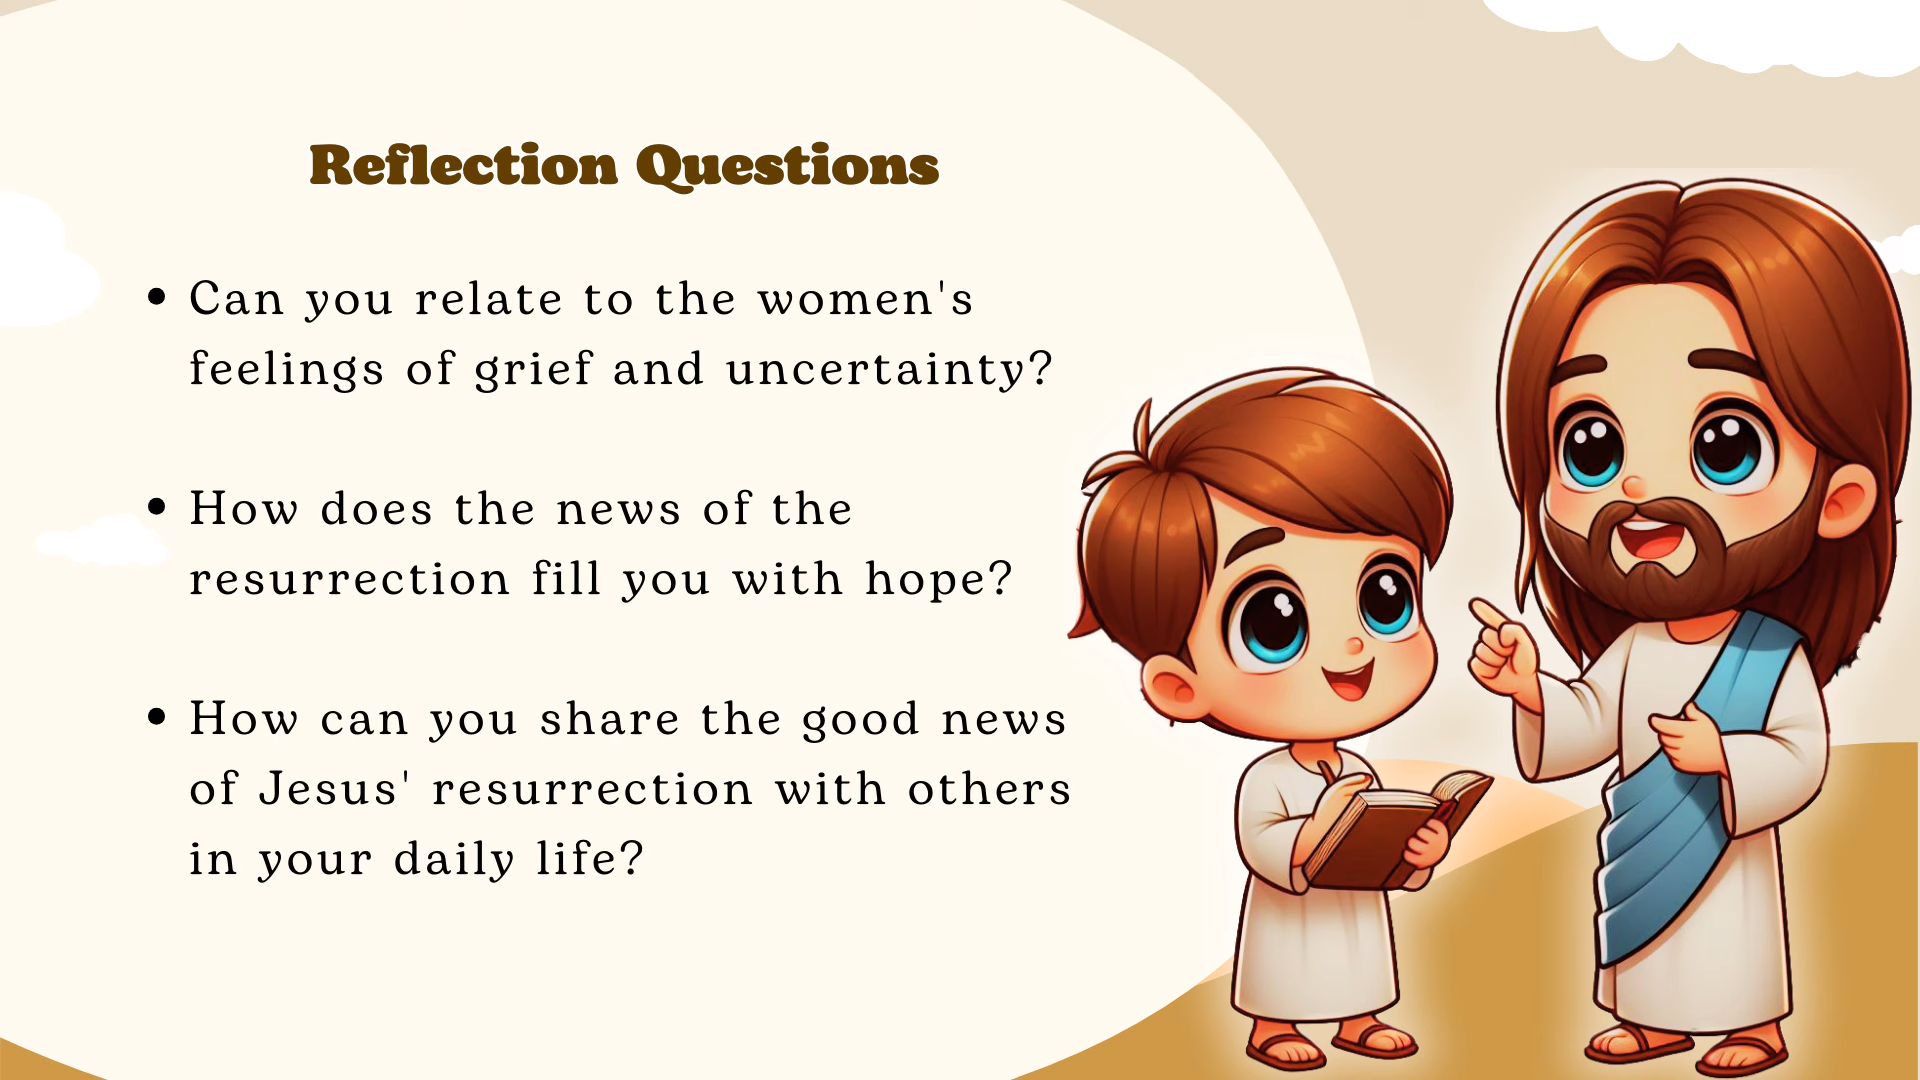 Reflection Questions
• Can you relate to the women's
feelings of grief and uncertainty?
• How does the news of the
resurrection fill you with hope?
• How can you share the good news
of Jesus' resurrection with others
in your daily life?